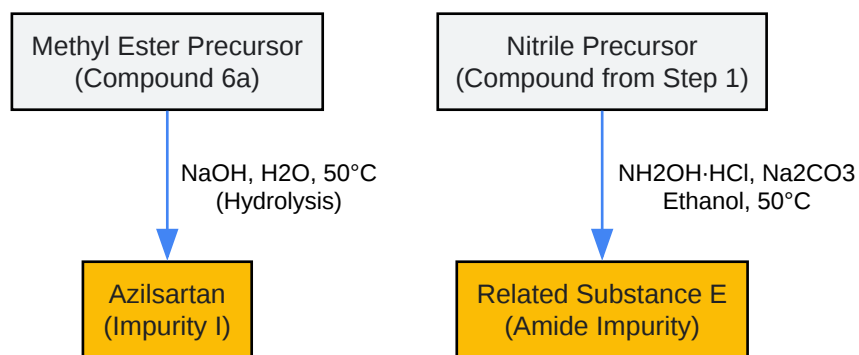 Methyl Ester Precursor
(Compound 6a)
Nitrile Precursor
(Compound from Step 1)
NaOH, H2O, 50°C
(Hydrolysis)
NH2OH·HCl, Na2CO3
Ethanol, 50°C
Azilsartan
(Impurity I)
Related Substance E
(Amide Impurity)